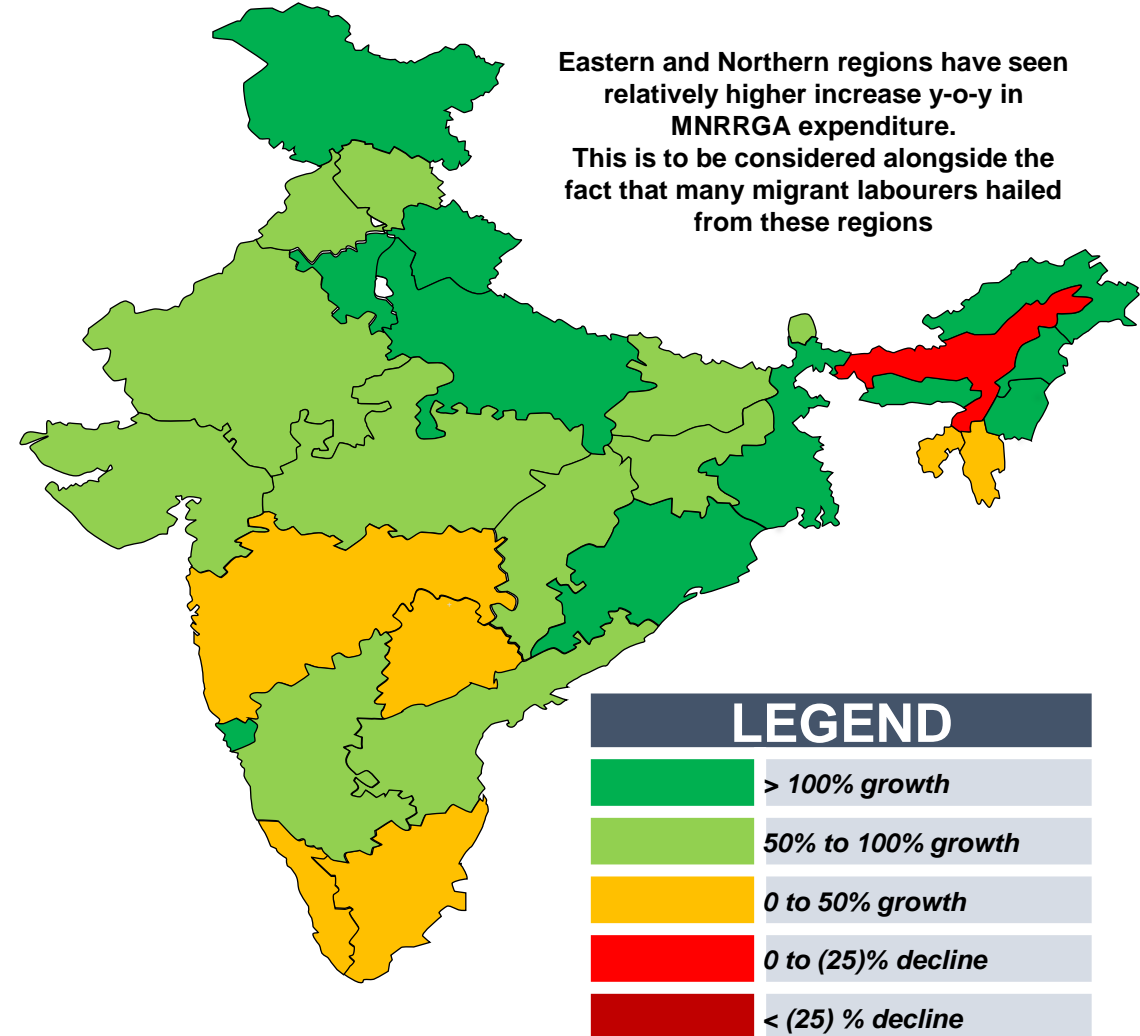 Eastern and Northern regions have seen
relatively higher increase y-o-y in
MNRRGA expenditure.
This is to be considered alongside the
fact that many migrant labourers hailed
from these regions
LEGEND
> 100% growth
50% to 100% growth
0 to 50% growth
0 to (25)% decline
< (25) % decline